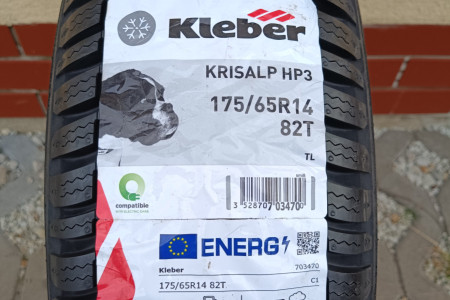 Kleber
KRISALP HP3
175/65R14
82T
TL
compatible
3 528707 034700
ENERG
Kleber 703470
175/65R14 82T C1